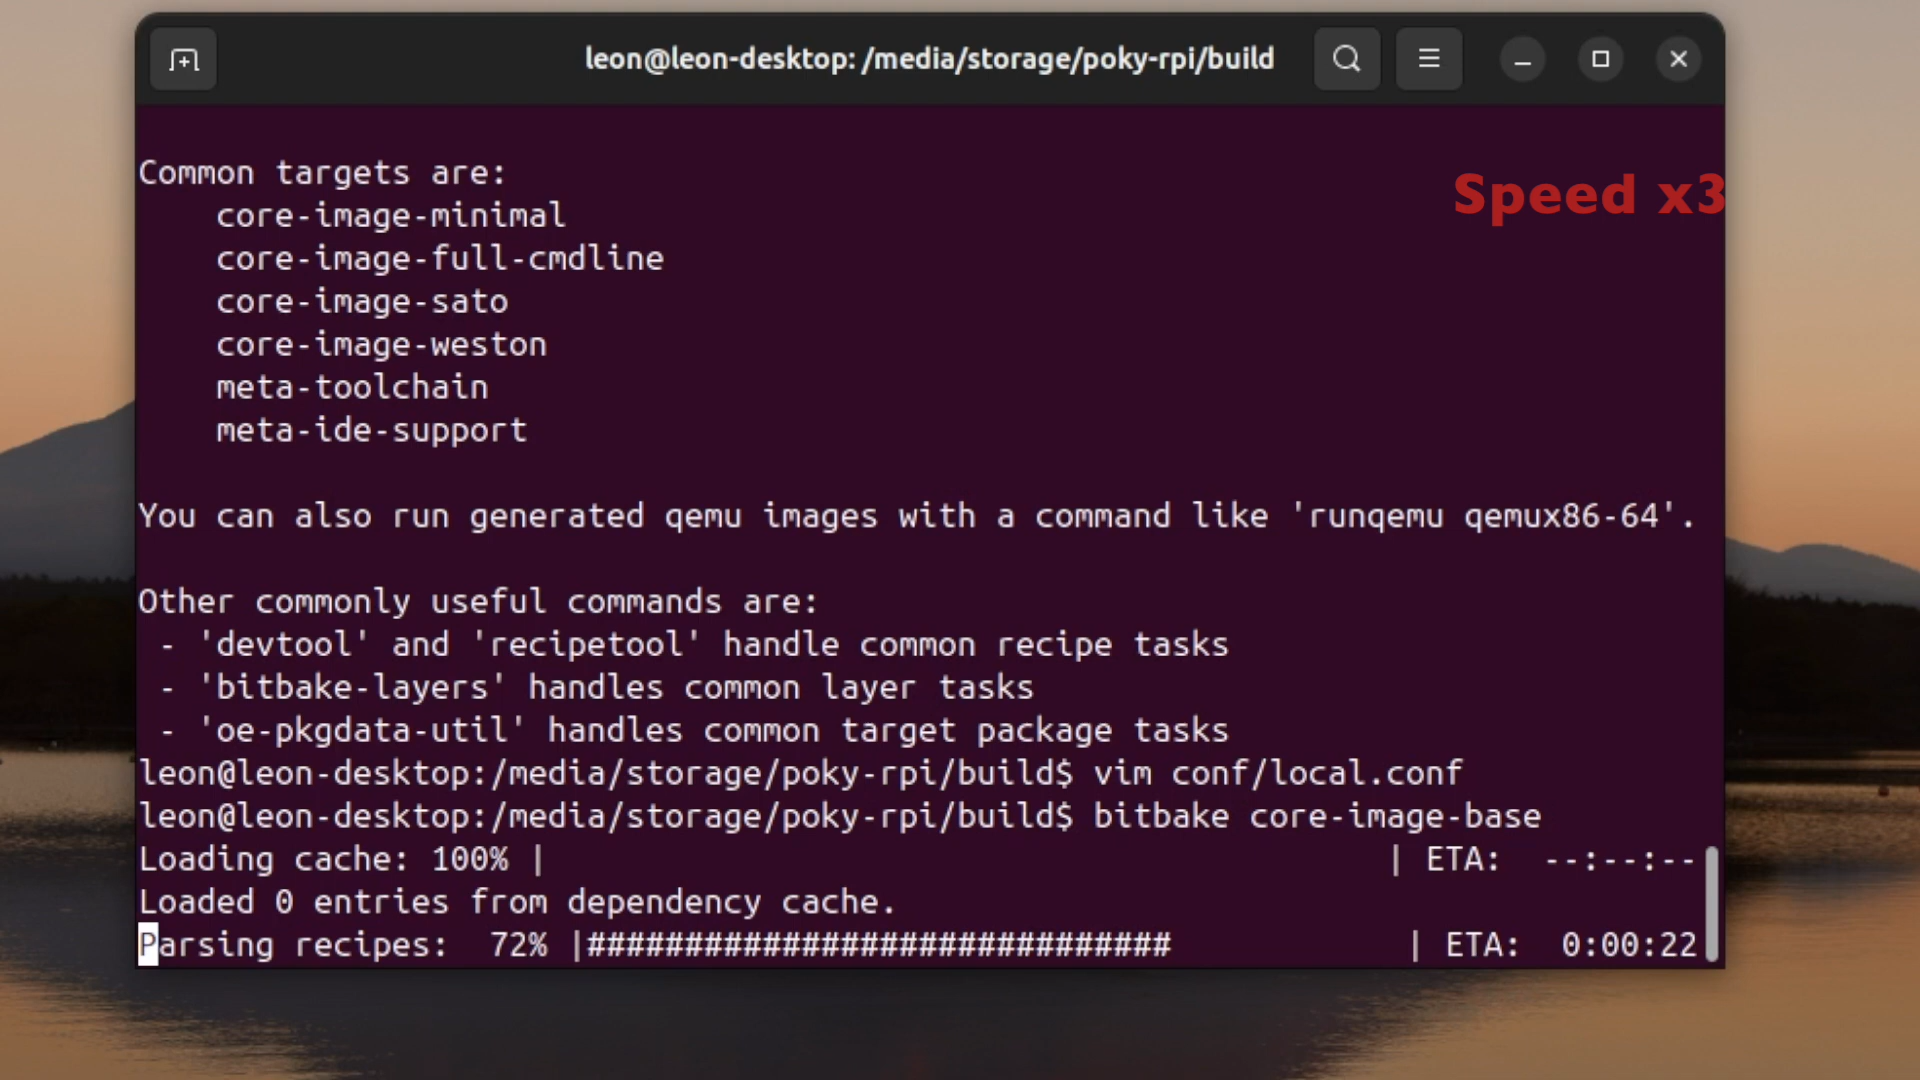 leon@leon-desktop: /media/storage/poky-rpi/build
Common targets are:
Speed x3
core-image-minimal
core-image-full-cmdline
core-image-sato
core-image-weston
meta-toolchain
meta-ide-support
You can also run generated qemu images with a command like 'runqemu qemux86-64'.
Other commonly useful commands are:
- 'devtool' and 'recipetool' handle common recipe tasks
- 'bitbake-layers' handles common layer tasks
- 'oe-pkgdata-util' handles common target package tasks
leon@leon-desktop:/media/storage/poky-rpi/build$ vim conf/local.conf
leon@leon-desktop:/media/storage/poky-rpi/build$ bitbake core-image-base
Loading cache: 100% | | ETA: --:--:--
Loaded 0 entries from dependency cache.
Parsing recipes: 72% |############################## | ETA: 0:00:22